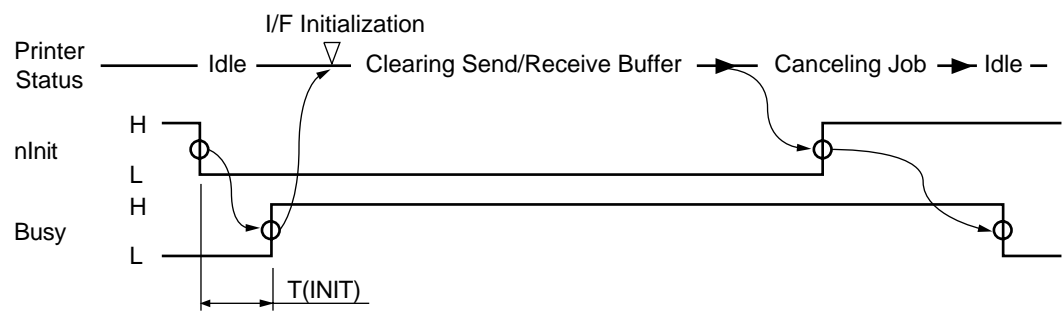 I/F Initialization
Printer
Status
Idle
Clearing Send/Receive Buffer
Canceling Job
Idle
H
nInit
L
H
Busy
L
T(INIT)